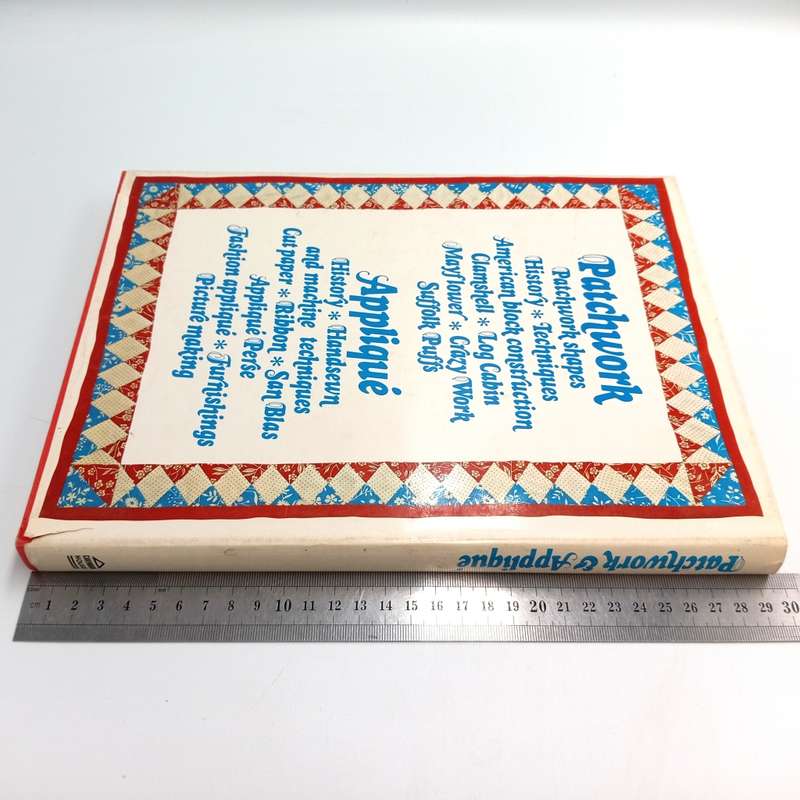 Patchwork
Patchwork shapes
History * Techniques
American block construction
Clamshell * Log Cabin
Mayflower * Crazy Work
Suffolk Puffs
Appliqué
History * Handsewn
and machine techniques
Cut paper * Ribbon * San Blas
Appliqué Perse
Fashion appliqué * Furnishings
Picture making
Patchwork & Appliqué
cm 1 2 3 4 5 6 7 8 9 10 11 12 13 14 15 16 17 18 19 20 21 22 23 24 25 26 27 28 29 30